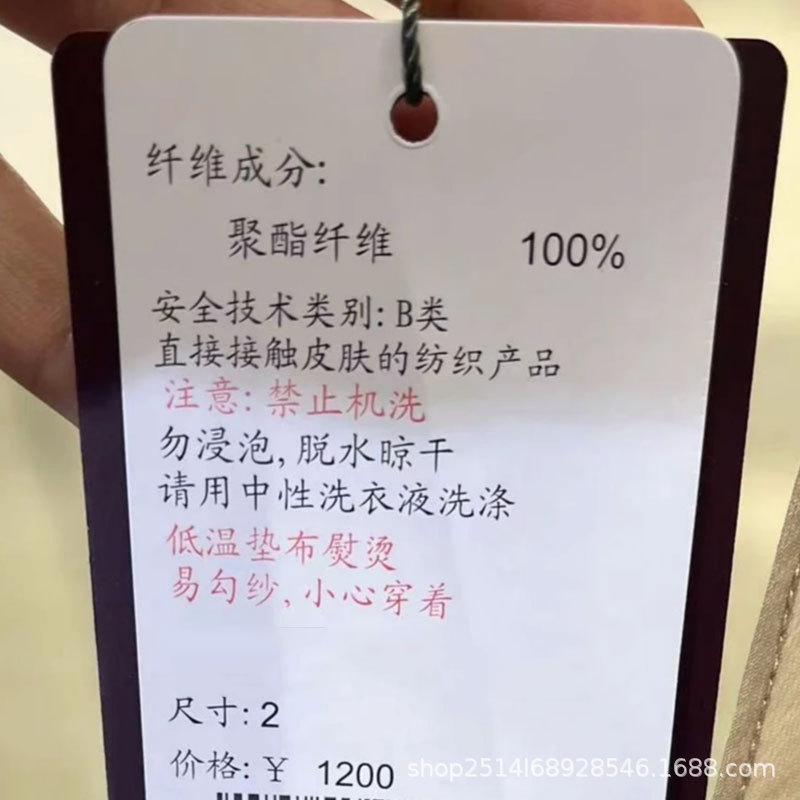 纤维成分:
聚酯纤维 100%
安全技术类别: B类
直接接触皮肤的纺织产品
注意: 禁止机洗
勿浸泡, 脱水晾干
请用中性洗衣液洗涤
低温垫布熨烫
易勾纱, 小心穿着
尺寸: 2
价格: ¥ 1200
shop2514l68928546.1688.com